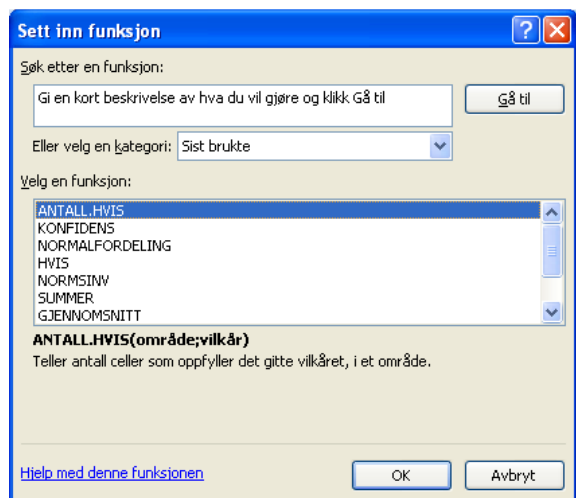 Sett inn funksjon
Søk etter en funksjon:
Gi en kort beskrivelse av hva du vil gjøre og klikk Gå til
Gå til
Eller velg en kategori: Sist brukte
Velg en funksjon:
ANTALL.HVIS
KONFIDENS
NORMALFORDELING
HVIS
NORMSINV
SUMMER
GJENNOMSNITT
ANTALL.HVIS(område;vilkår)
Teller antall celler som oppfyller det gitte vilkåret, i et område.
Hjelp med denne funksjonen
OK
Avbryt